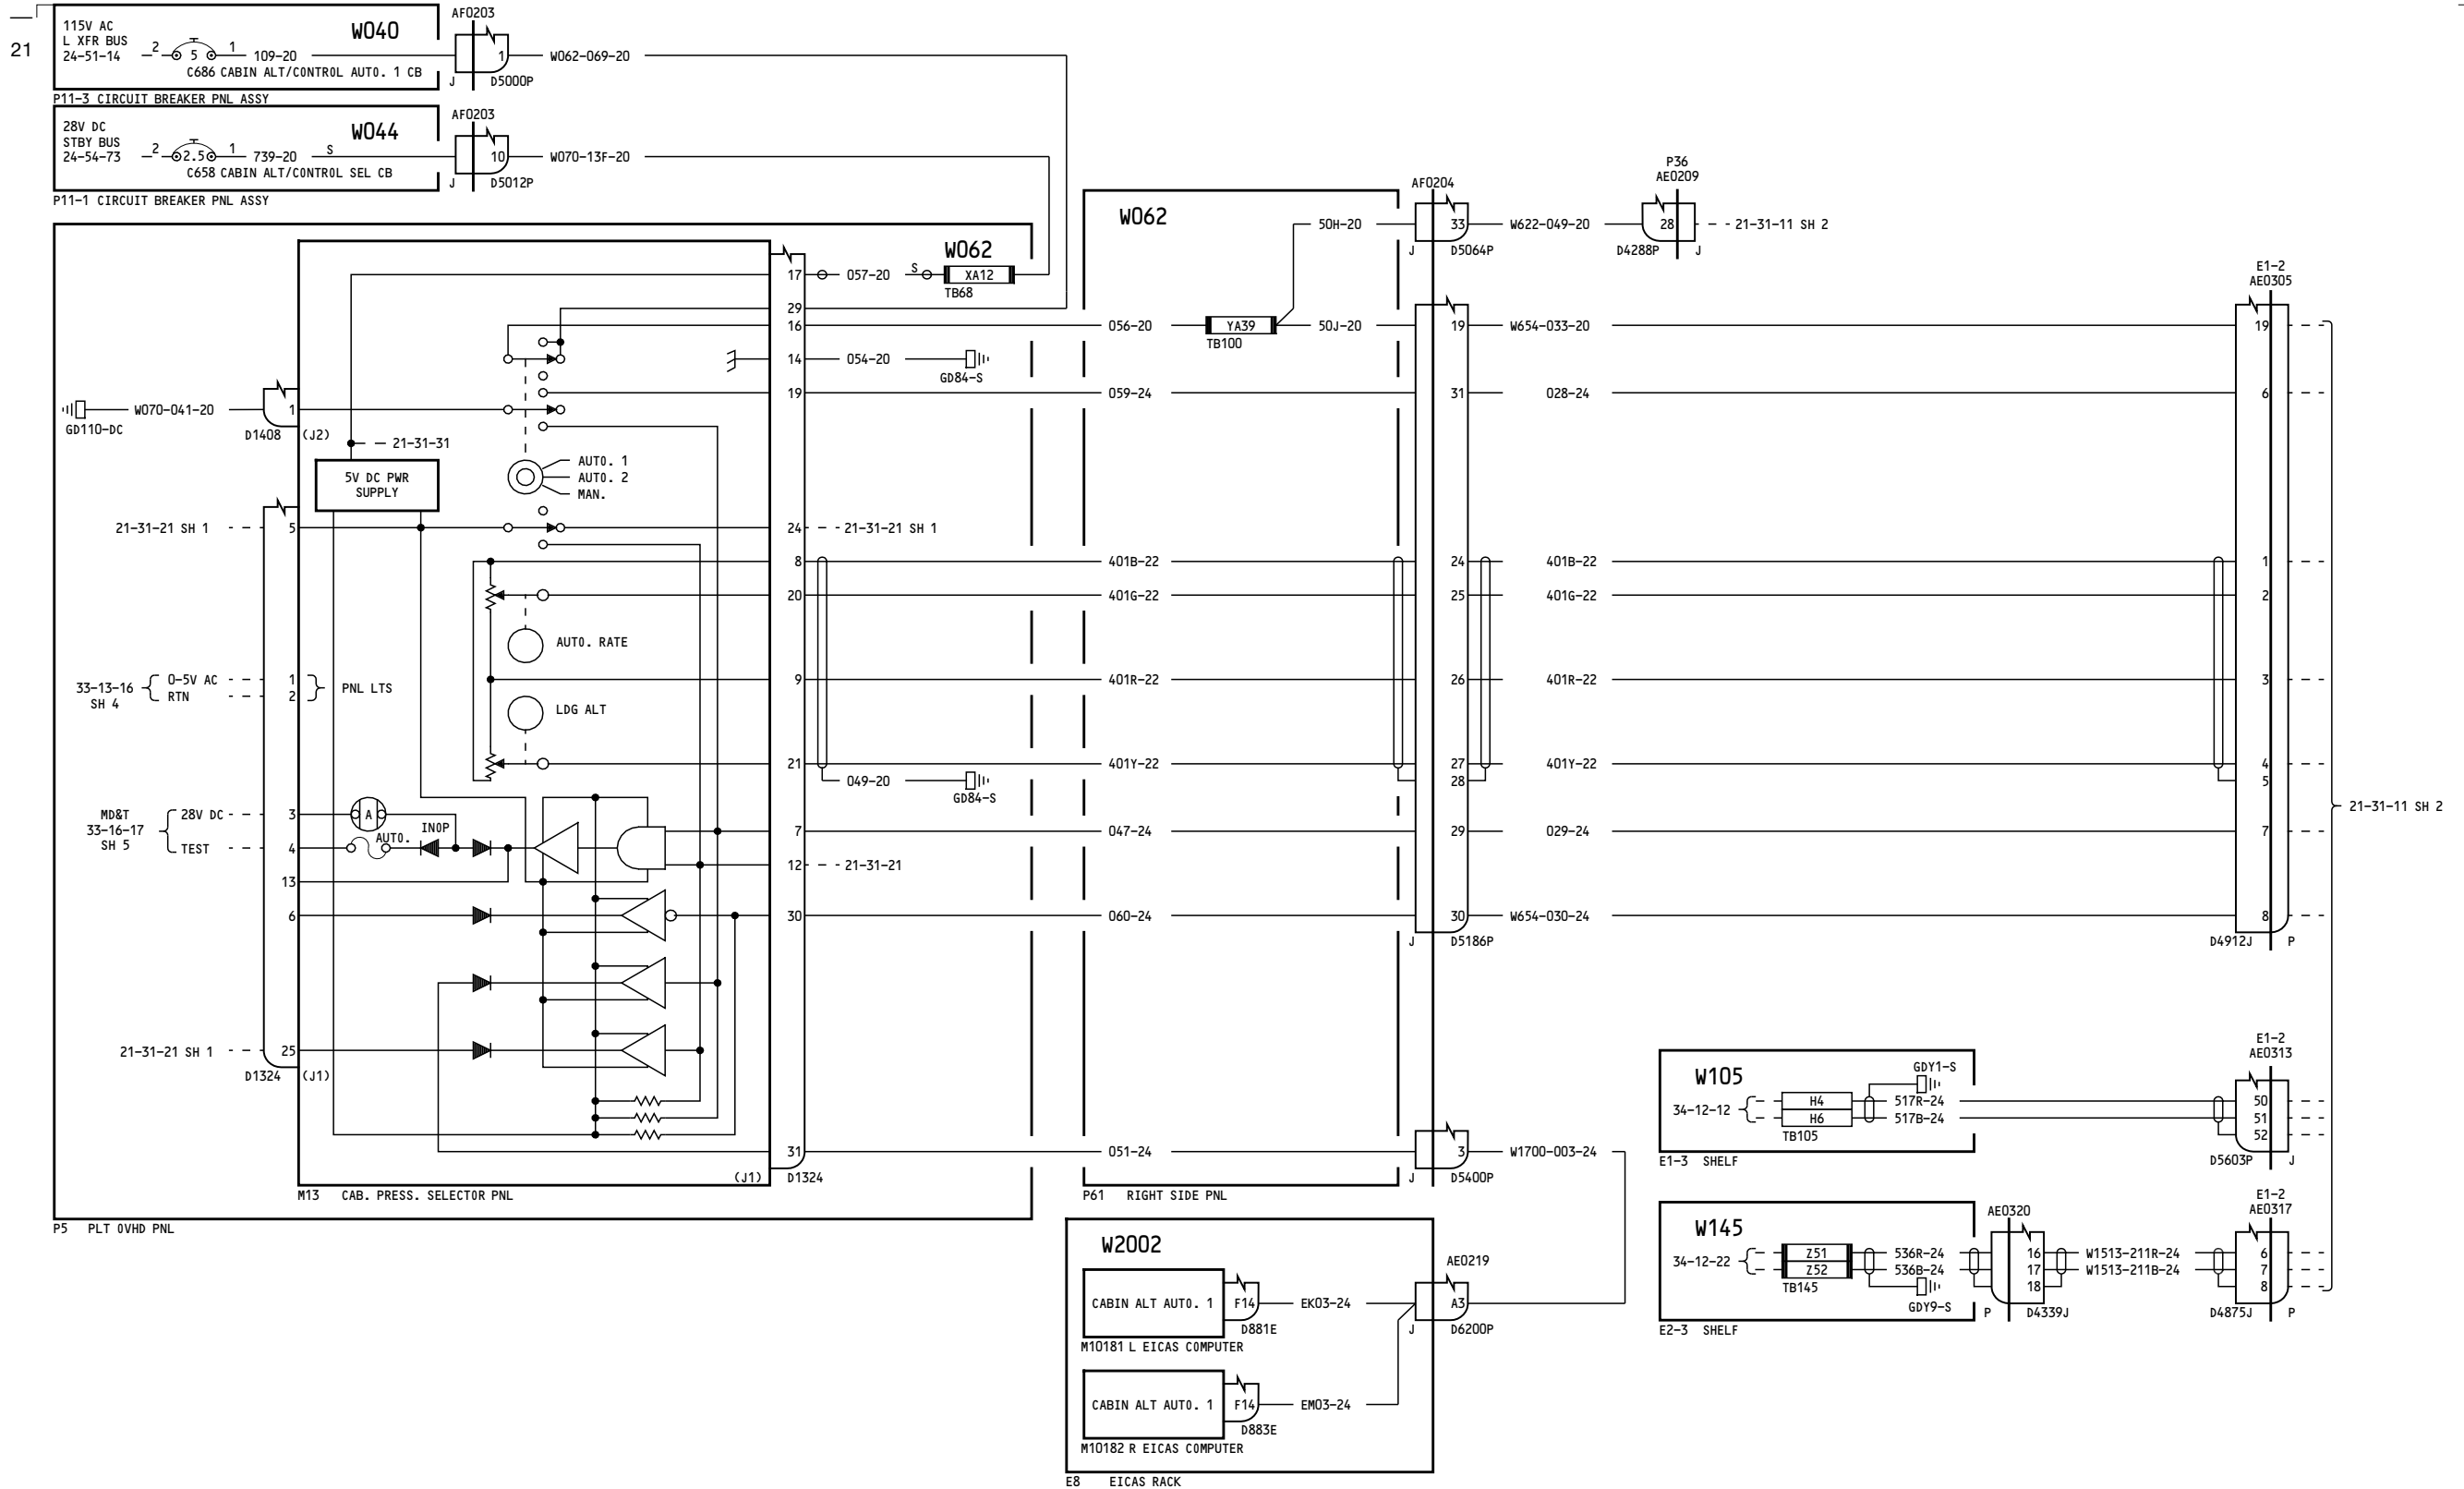 21
115V AC
L XFR BUS
24-51-14
2
5
1
109-20
C686 CABIN ALT/CONTROL AUTO. 1 CB
W040
AF0203
1
J
D5000P
W062-069-20
P11-3 CIRCUIT BREAKER PNL ASSY
28V DC
STBY BUS
24-54-73
2
2.5
1
739-20
S
C658 CABIN ALT/CONTROL SEL CB
W044
AF0203
10
J
D5012P
W070-13F-20
P11-1 CIRCUIT BREAKER PNL ASSY
W062
17
057-20
S
XA12
TB68
29
16
14
054-20
GD84-S
19
GD110-DC
W070-041-20
1
D1408
(J2)
21-31-31
5V DC PWR
SUPPLY
AUTO. 1
AUTO. 2
MAN.
21-31-21 SH 1
5
24
21-31-21 SH 1
8
20
AUTO. RATE
33-13-16
SH 4
0-5V AC
RTN
1
2
PNL LTS
9
LDG ALT
21
049-20
GD84-S
MD&T
33-16-17
SH 5
28V DC
TEST
3
4
A
AUTO.
INOP
13
6
7
12
21-31-21
30
21-31-21 SH 1
25
D1324
(J1)
31
(J1)
D1324
M13 CAB. PRESS. SELECTOR PNL
P5 PLT OVHD PNL
W062
056-20
YA39
TB100
50H-20
50J-20
059-24
401B-22
401G-22
401R-22
401Y-22
047-24
060-24
051-24
P61 RIGHT SIDE PNL
AF0204
33
J
D5064P
W622-049-20
P36
AE0209
28
D4288P
J
21-31-11 SH 2
19
W654-033-20
31
028-24
24
401B-22
25
401G-22
26
401R-22
27
401Y-22
28
29
029-24
30
W654-030-24
J
D5186P
3
J
D5400P
W1700-003-24
E1-2
AE0305
19
6
1
2
3
4
5
7
8
D4912J
P
21-31-11 SH 2
W105
34-12-12
H4
H6
TB105
GDY1-S
517R-24
517B-24
E1-3 SHELF
E1-2
AE0313
50
51
52
D5603P
J
W145
34-12-22
Z51
Z52
TB145
536R-24
536B-24
GDY9-S
E2-3 SHELF
AE0320
16
17
18
P
D4339J
W1513-211R-24
W1513-211B-24
E1-2
AE0317
6
7
8
D4875J
P
W2002
CABIN ALT AUTO. 1
F14
D881E
EK03-24
M10181 L EICAS COMPUTER
CABIN ALT AUTO. 1
F14
D883E
EM03-24
M10182 R EICAS COMPUTER
AE0219
A3
J
D6200P
E8 EICAS RACK